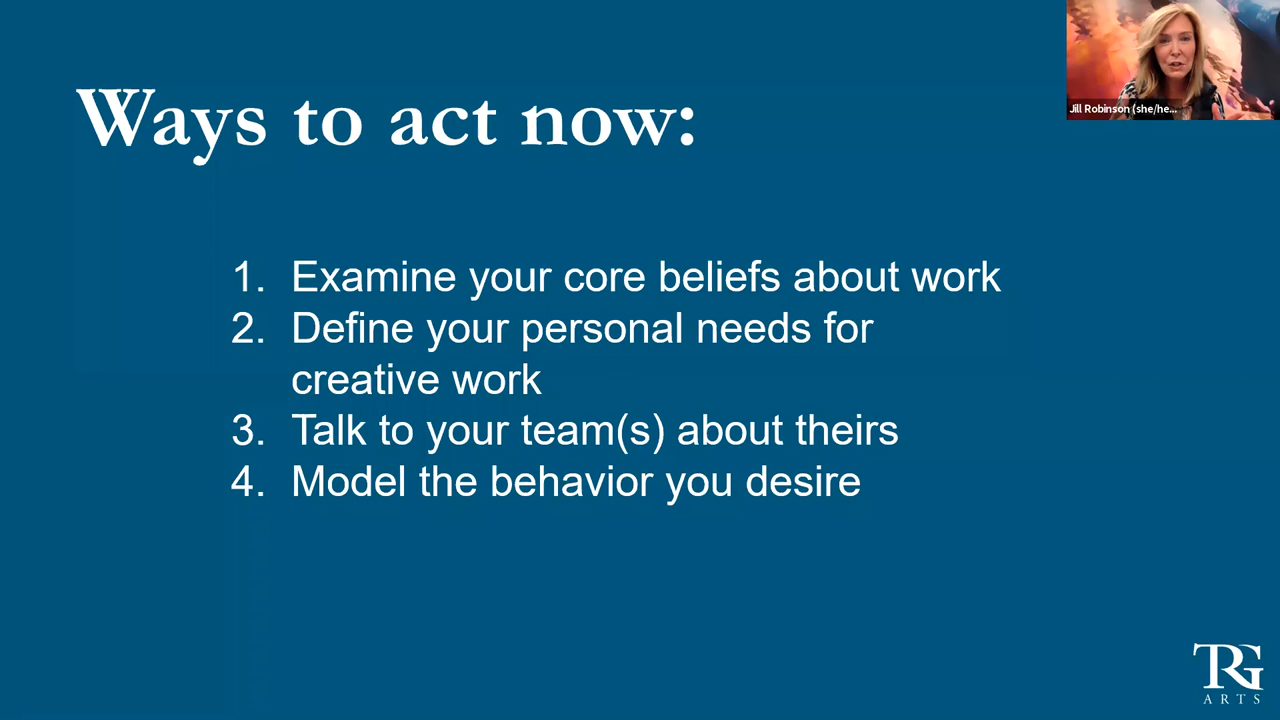 Jill Robinson (she/he...
Ways to act now:
1. Examine your core beliefs about work
2. Define your personal needs for
creative work
3. Talk to your team(s) about theirs
4. Model the behavior you desire
TRG
ARTS